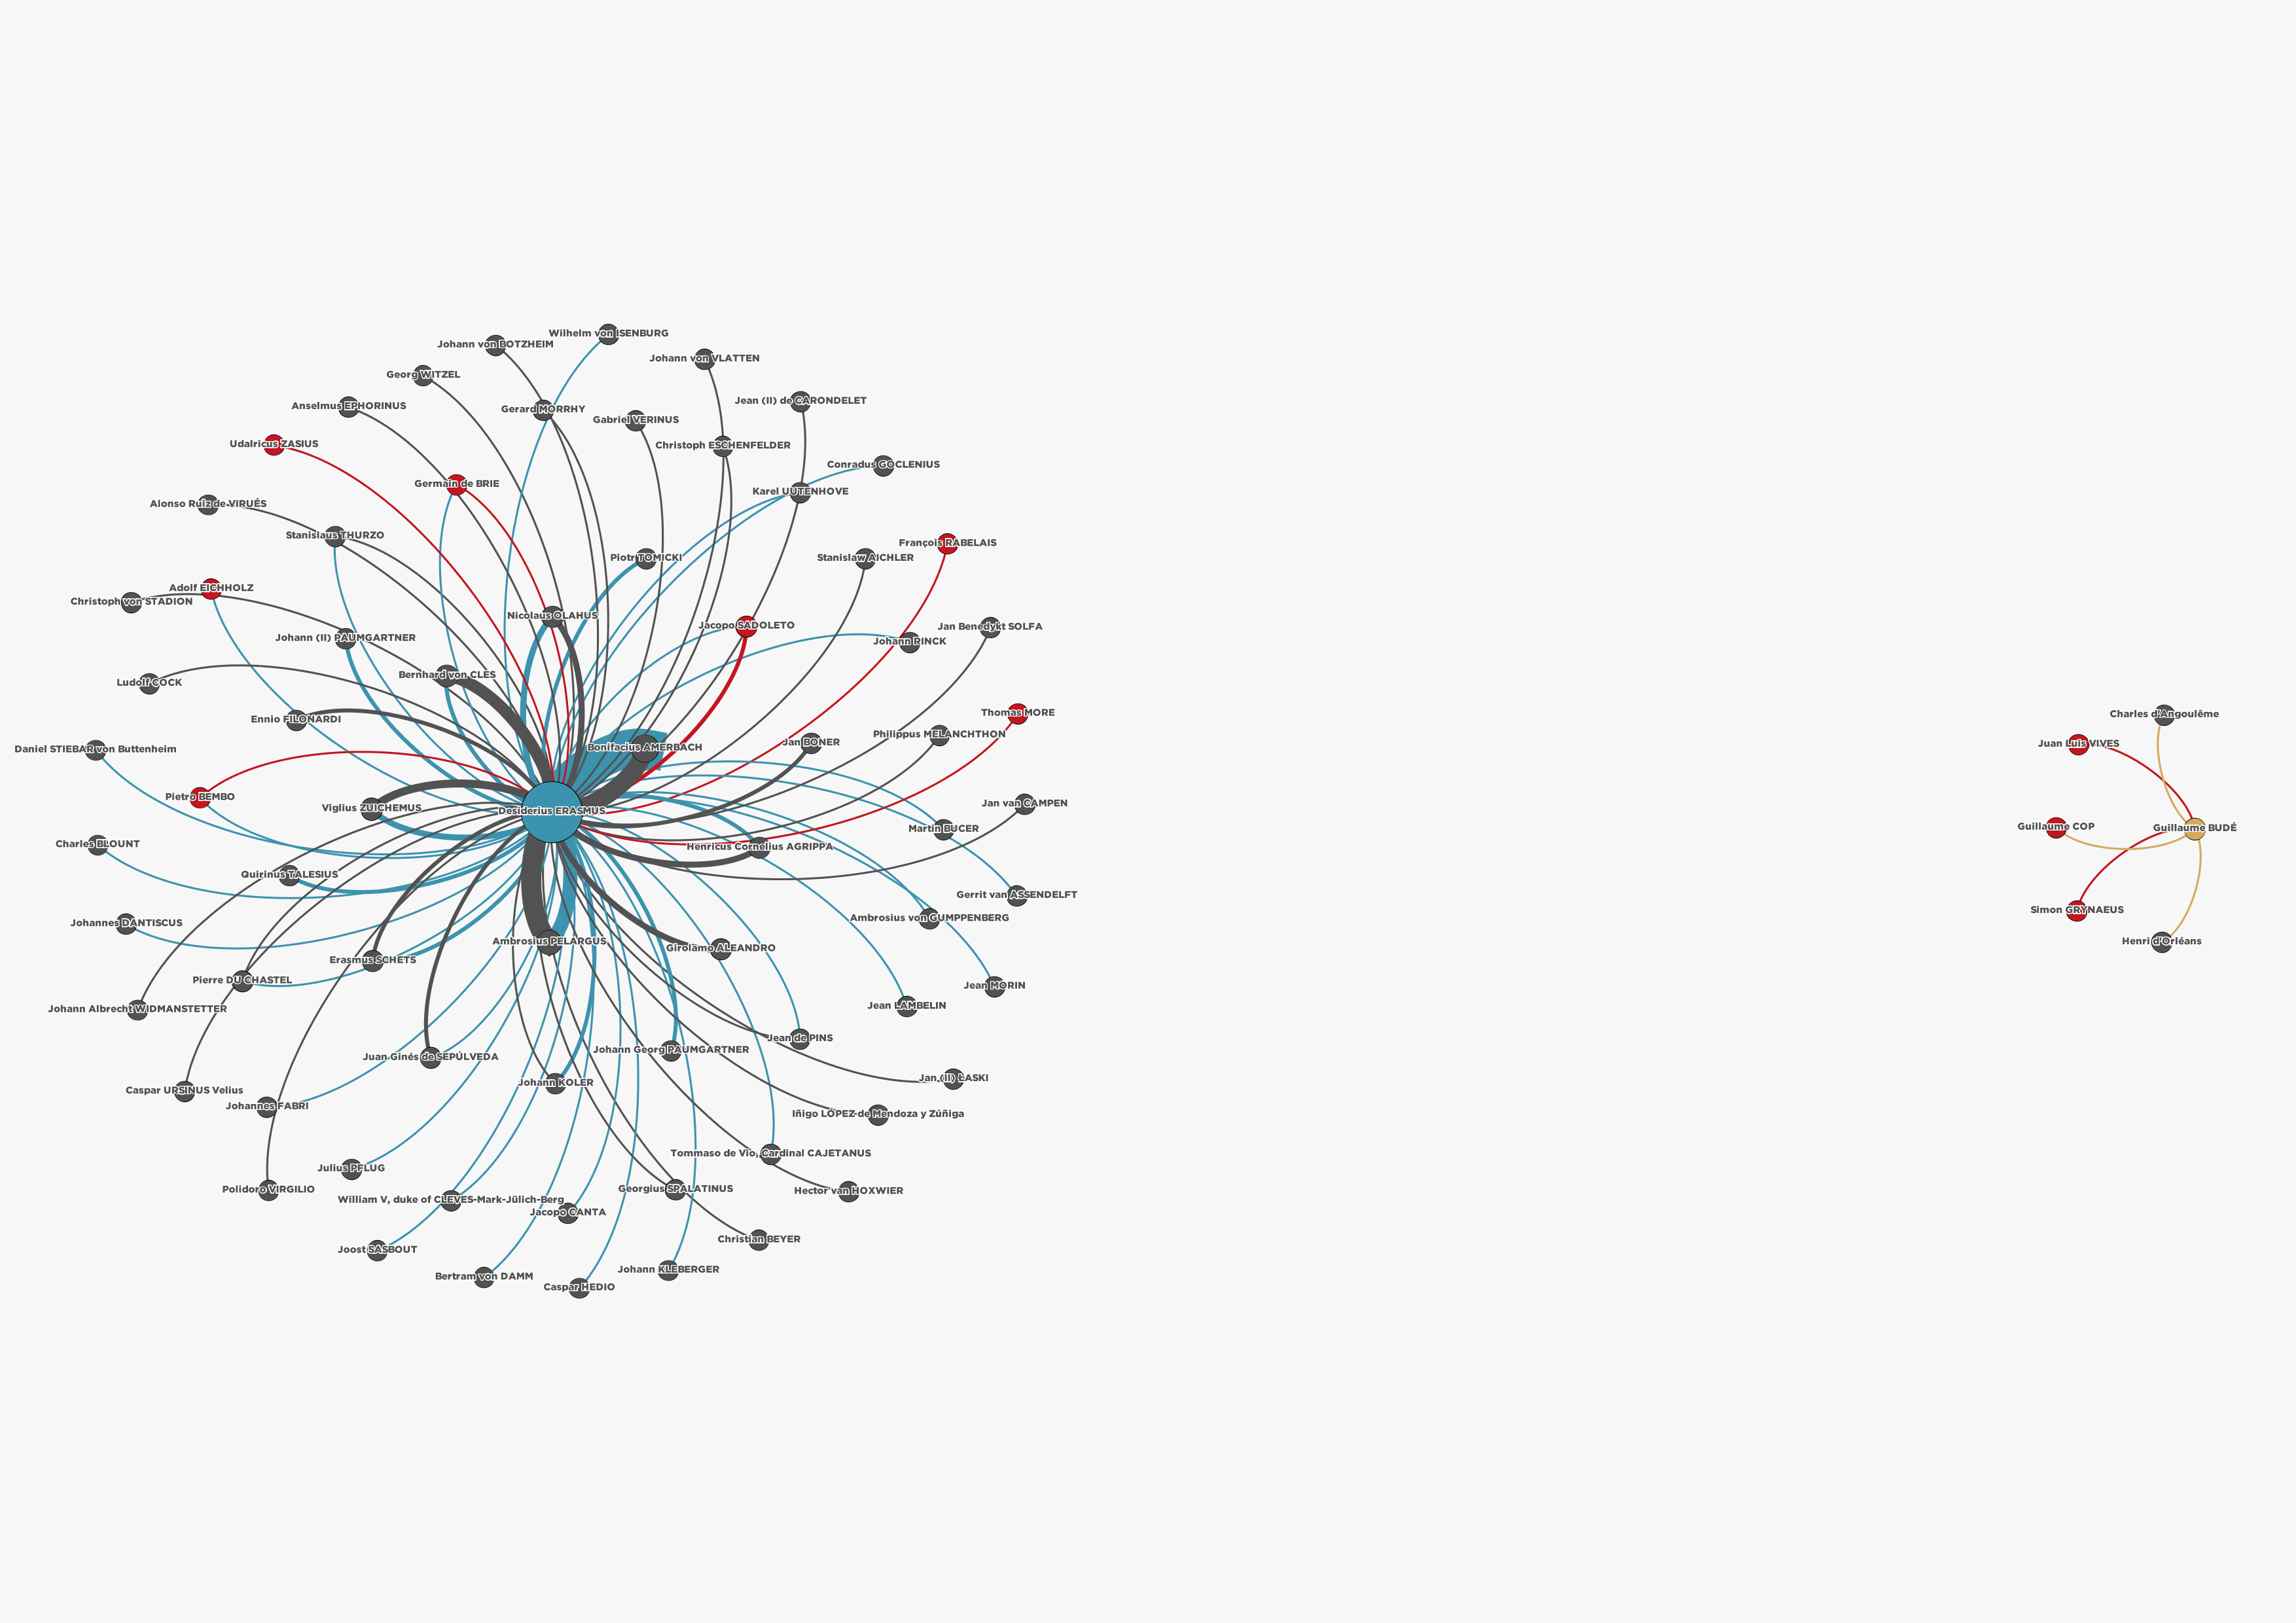 Wilhelm von ISENBURG
Johann von BOTZHEIM
Johann von VLATTEN
Georg WITZEL
Jean (II) de CARONDELET
Anselmus EPHORINUS
Gerard MORRHY
Gabriel VERINUS
Udalricus ZASIUS
Christoph ESCHENFELDER
Conradus GOCLENIUS
Germain de BRIE
Karel UUTENHOVE
Alonso Ruiz de VIRUÉS
Stanislaus THURZO
François RABELAIS
Piotr TOMICKI
Stanislaw AICHLER
Adolf EICHHOLZ
Christoph von STADION
Nicolaus OLAHUS
Jacopo SADOLETO
Jan Benedykt SOLFA
Johann (II) PAUMGARTNER
Johann RINCK
Bernhard von CLES
Ludolf COCK
Thomas MORE
Charles d'Angoulême
Ennio FILONARDI
Philippus MELANCHTHON
Jan BONER
Juan Luis VIVES
Bonifacius AMERBACH
Daniel STIEBAR von Buttenheim
Pietro BEMBO
Jan van CAMPEN
Viglius ZUICHEMUS
Desiderius ERASMUS
Guillaume COP
Guillaume BUDÉ
Martin BUCER
Charles BLOUNT
Henricus Cornelius AGRIPPA
Quirinus TALESIUS
Gerrit van ASSENDELFT
Simon GRYNAEUS
Ambrosius von GUMPPENBERG
Johannes DANTISCUS
Ambrosius PELARGUS
Henri d'Orléans
Girolamo ALEANDRO
Erasmus SCHETS
Pierre DU CHASTEL
Jean MORIN
Jean LAMBELIN
Johann Albrecht WIDMANSTETTER
Jean de PINS
Johann Georg PAUMGARTNER
Juan Ginés de SEPÚLVEDA
Jan (II) ŁASKI
Johann KOLER
Caspar URSINUS Velius
Johannes FABRI
Iñigo LÓPEZ de Mendoza y Zúñiga
Tommaso de Vio, Cardinal CAJETANUS
Julius PFLUG
Polidoro VIRGILIO
Georgius SPALATINUS
Hector van HOXWIER
William V, duke of CLEVES-Mark-Jülich-Berg
Jacopo CANTA
Christian BEYER
Joost SASBOUT
Johann KLEBERGER
Bertram von DAMM
Caspar HEDIO